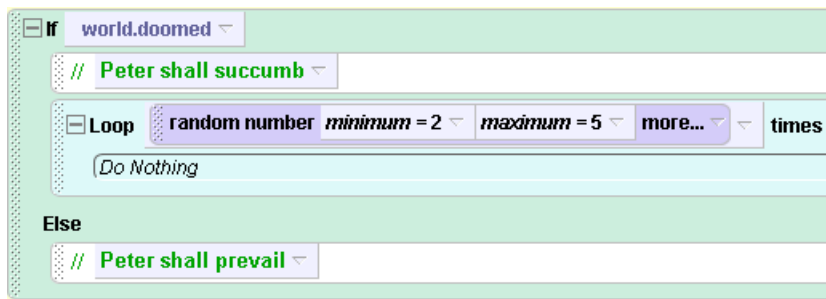 If world.doomed
// Peter shall succumb
Loop random number minimum = 2 maximum = 5 more... times
Do Nothing
Else
// Peter shall prevail